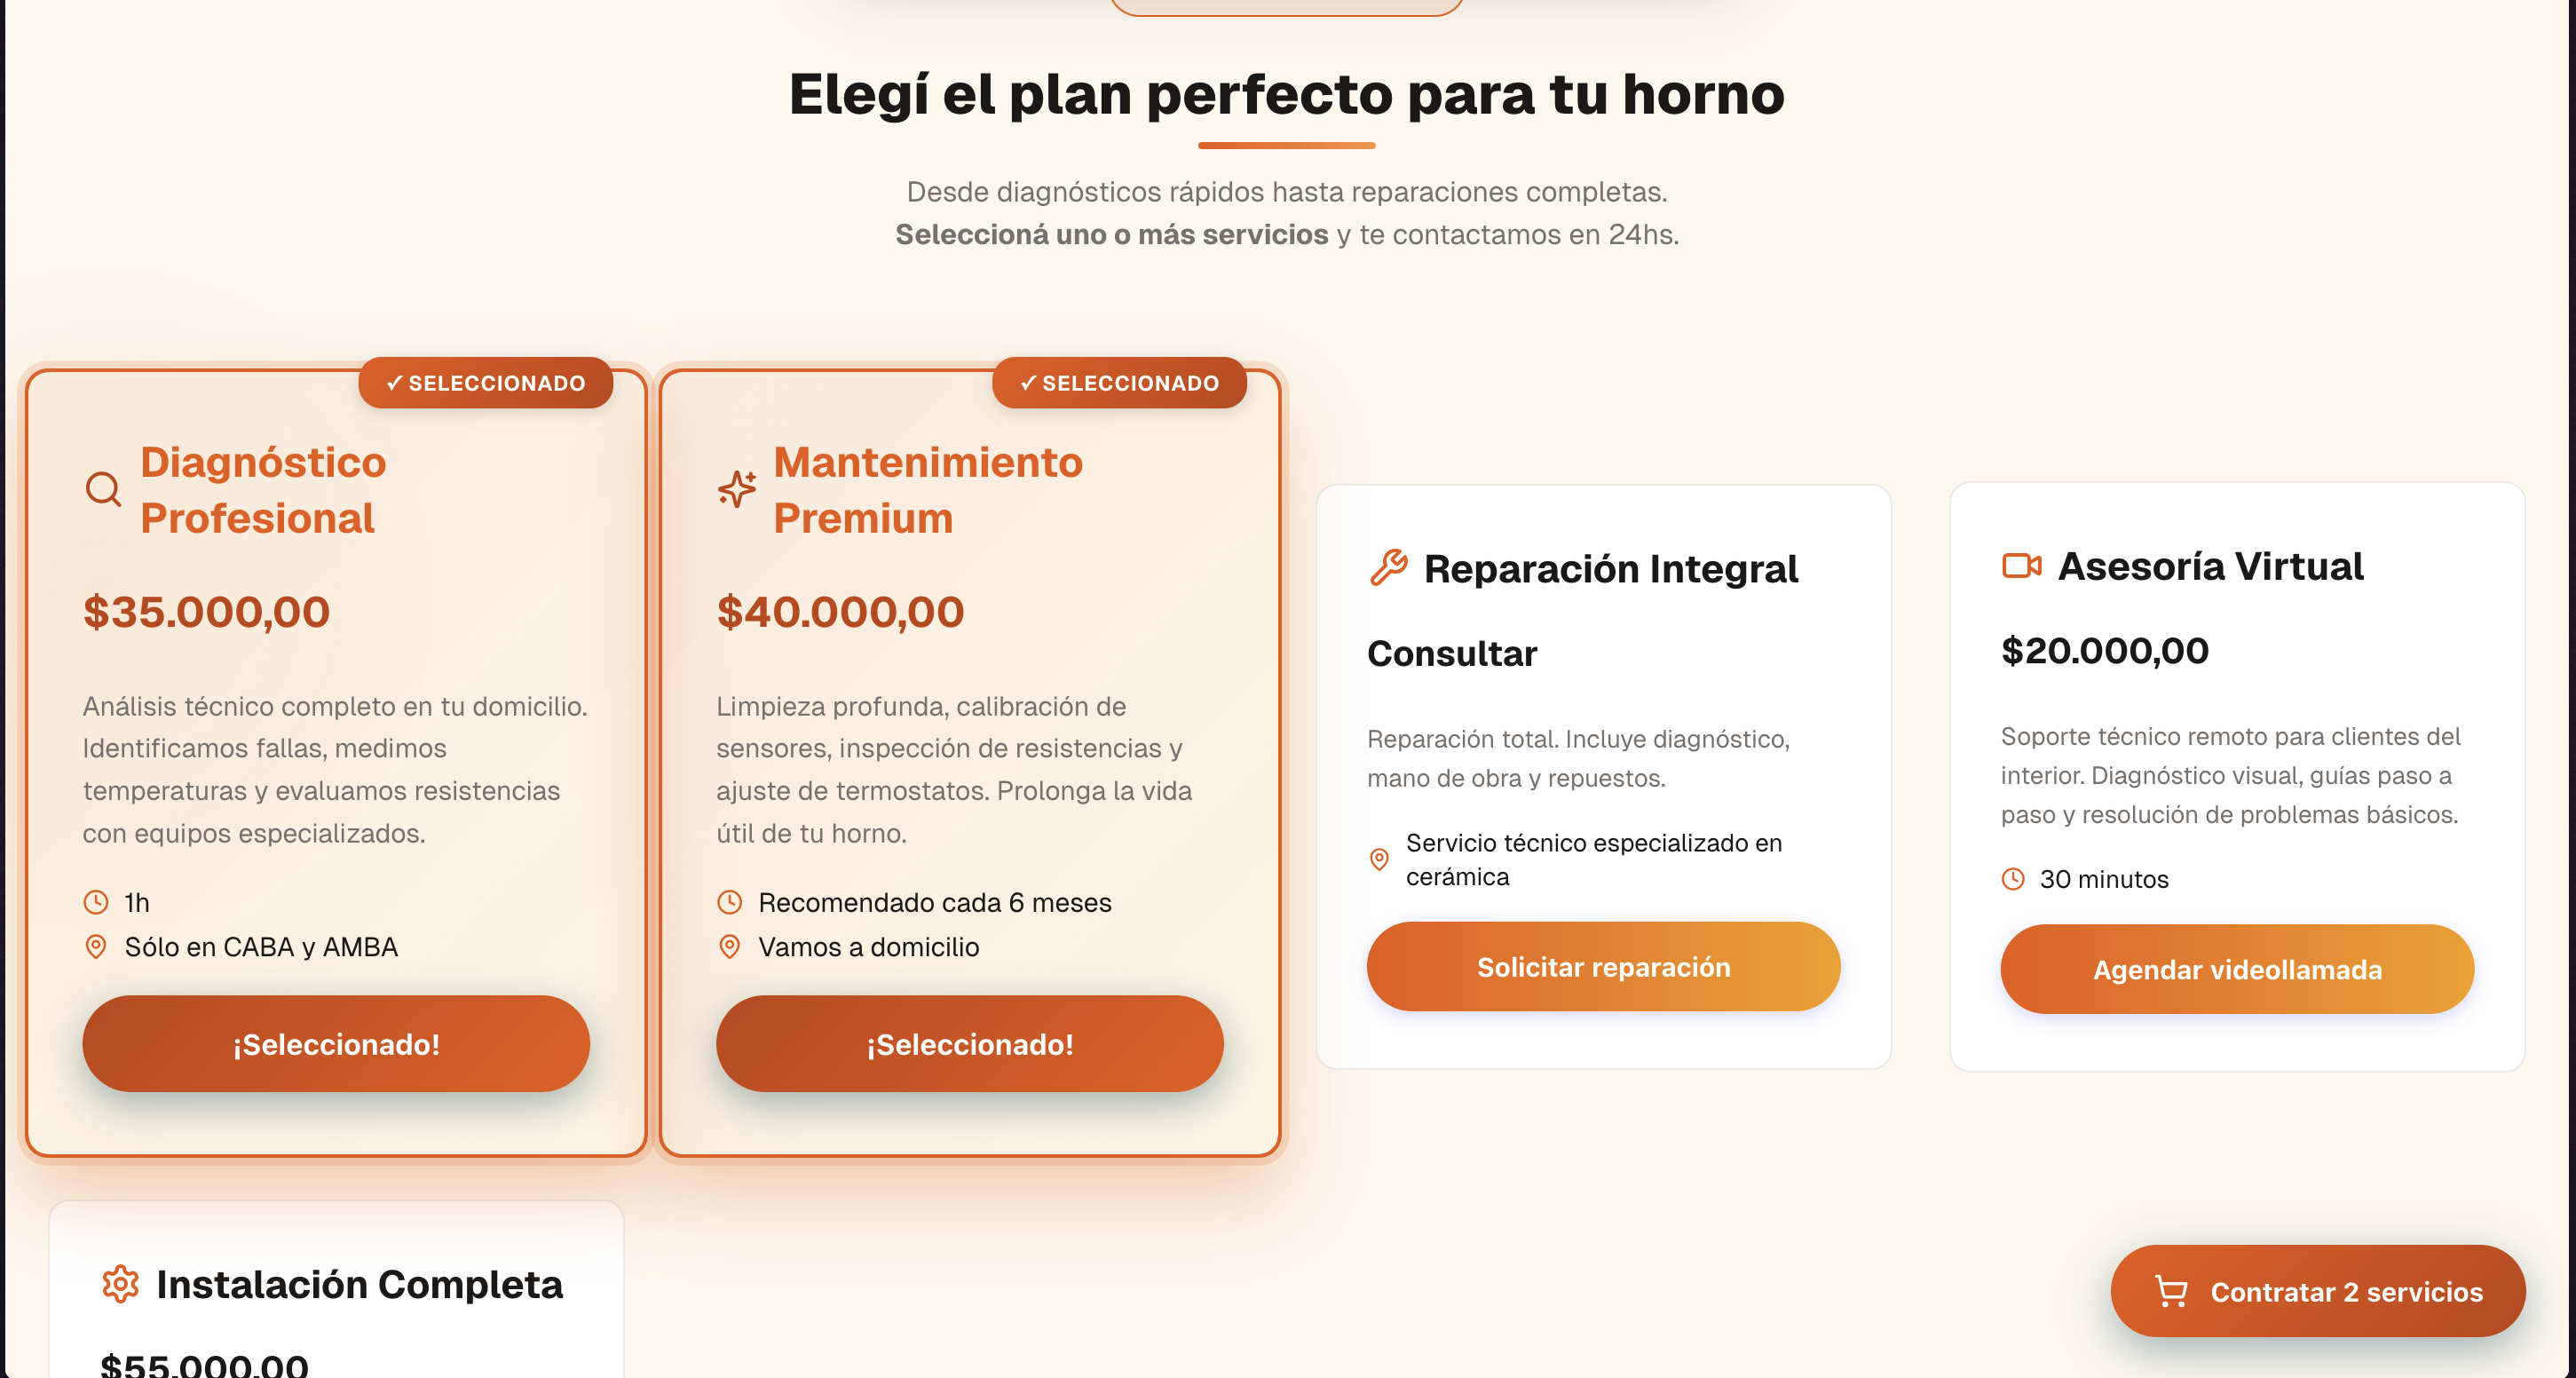 Elegí el plan perfecto para tu horno
Desde diagnósticos rápidos hasta reparaciones completas.
Seleccioná uno o más servicios y te contactamos en 24hs.
✓ SELECCIONADO
Diagnóstico
Profesional
$35.000,00
Análisis técnico completo en tu domicilio.
Identificamos fallas, medimos
temperaturas y evaluamos resistencias
con equipos especializados.
1h
Sólo en CABA y AMBA
¡Seleccionado!
✓ SELECCIONADO
Mantenimiento
Premium
$40.000,00
Limpieza profunda, calibración de
sensores, inspección de resistencias y
ajuste de termostatos. Prolonga la vida
útil de tu horno.
Recomendado cada 6 meses
Vamos a domicilio
¡Seleccionado!
Reparación Integral
Consultar
Reparación total. Incluye diagnóstico,
mano de obra y repuestos.
Servicio técnico especializado en
cerámica
Solicitar reparación
Asesoría Virtual
$20.000,00
Soporte técnico remoto para clientes del
interior. Diagnóstico visual, guías paso a
paso y resolución de problemas básicos.
30 minutos
Agendar videollamada
Instalación Completa
$55.000,00
Contratar 2 servicios